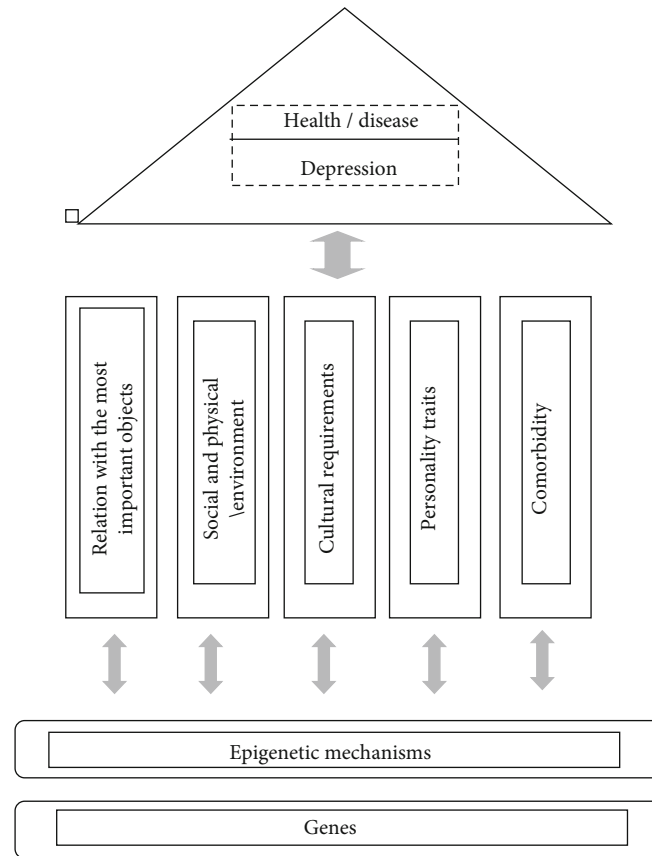 Health / disease
Depression
Relation with the most
important objects
Social and physical
\environment
Cultural requirements
Personality traits
Comorbidity
Epigenetic mechanisms
Genes